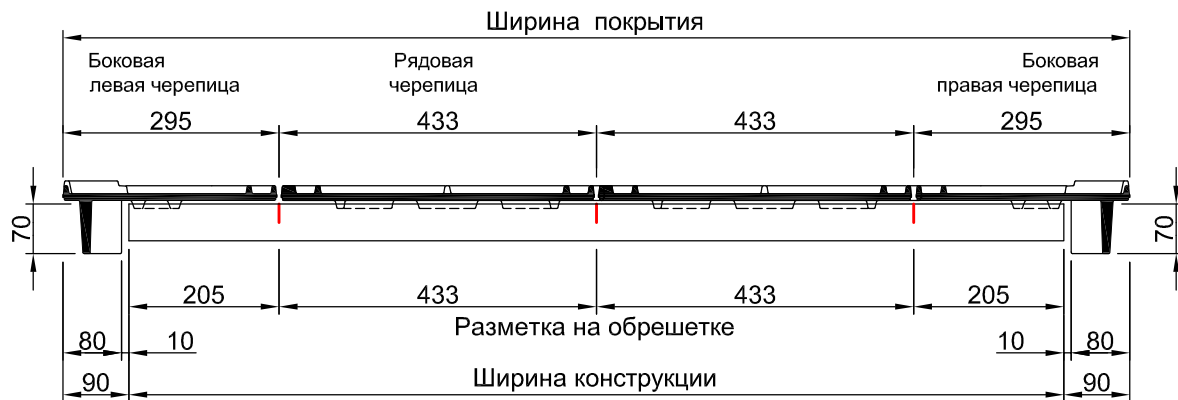 Ширина покрытия
Боковая
левая черепица
Рядовая
черепица
Боковая
правая черепица
295 433 433 295
70 70
205 433 433 205
Разметка на обрешетке
80 10 10 80
90 Ширина конструкции 90